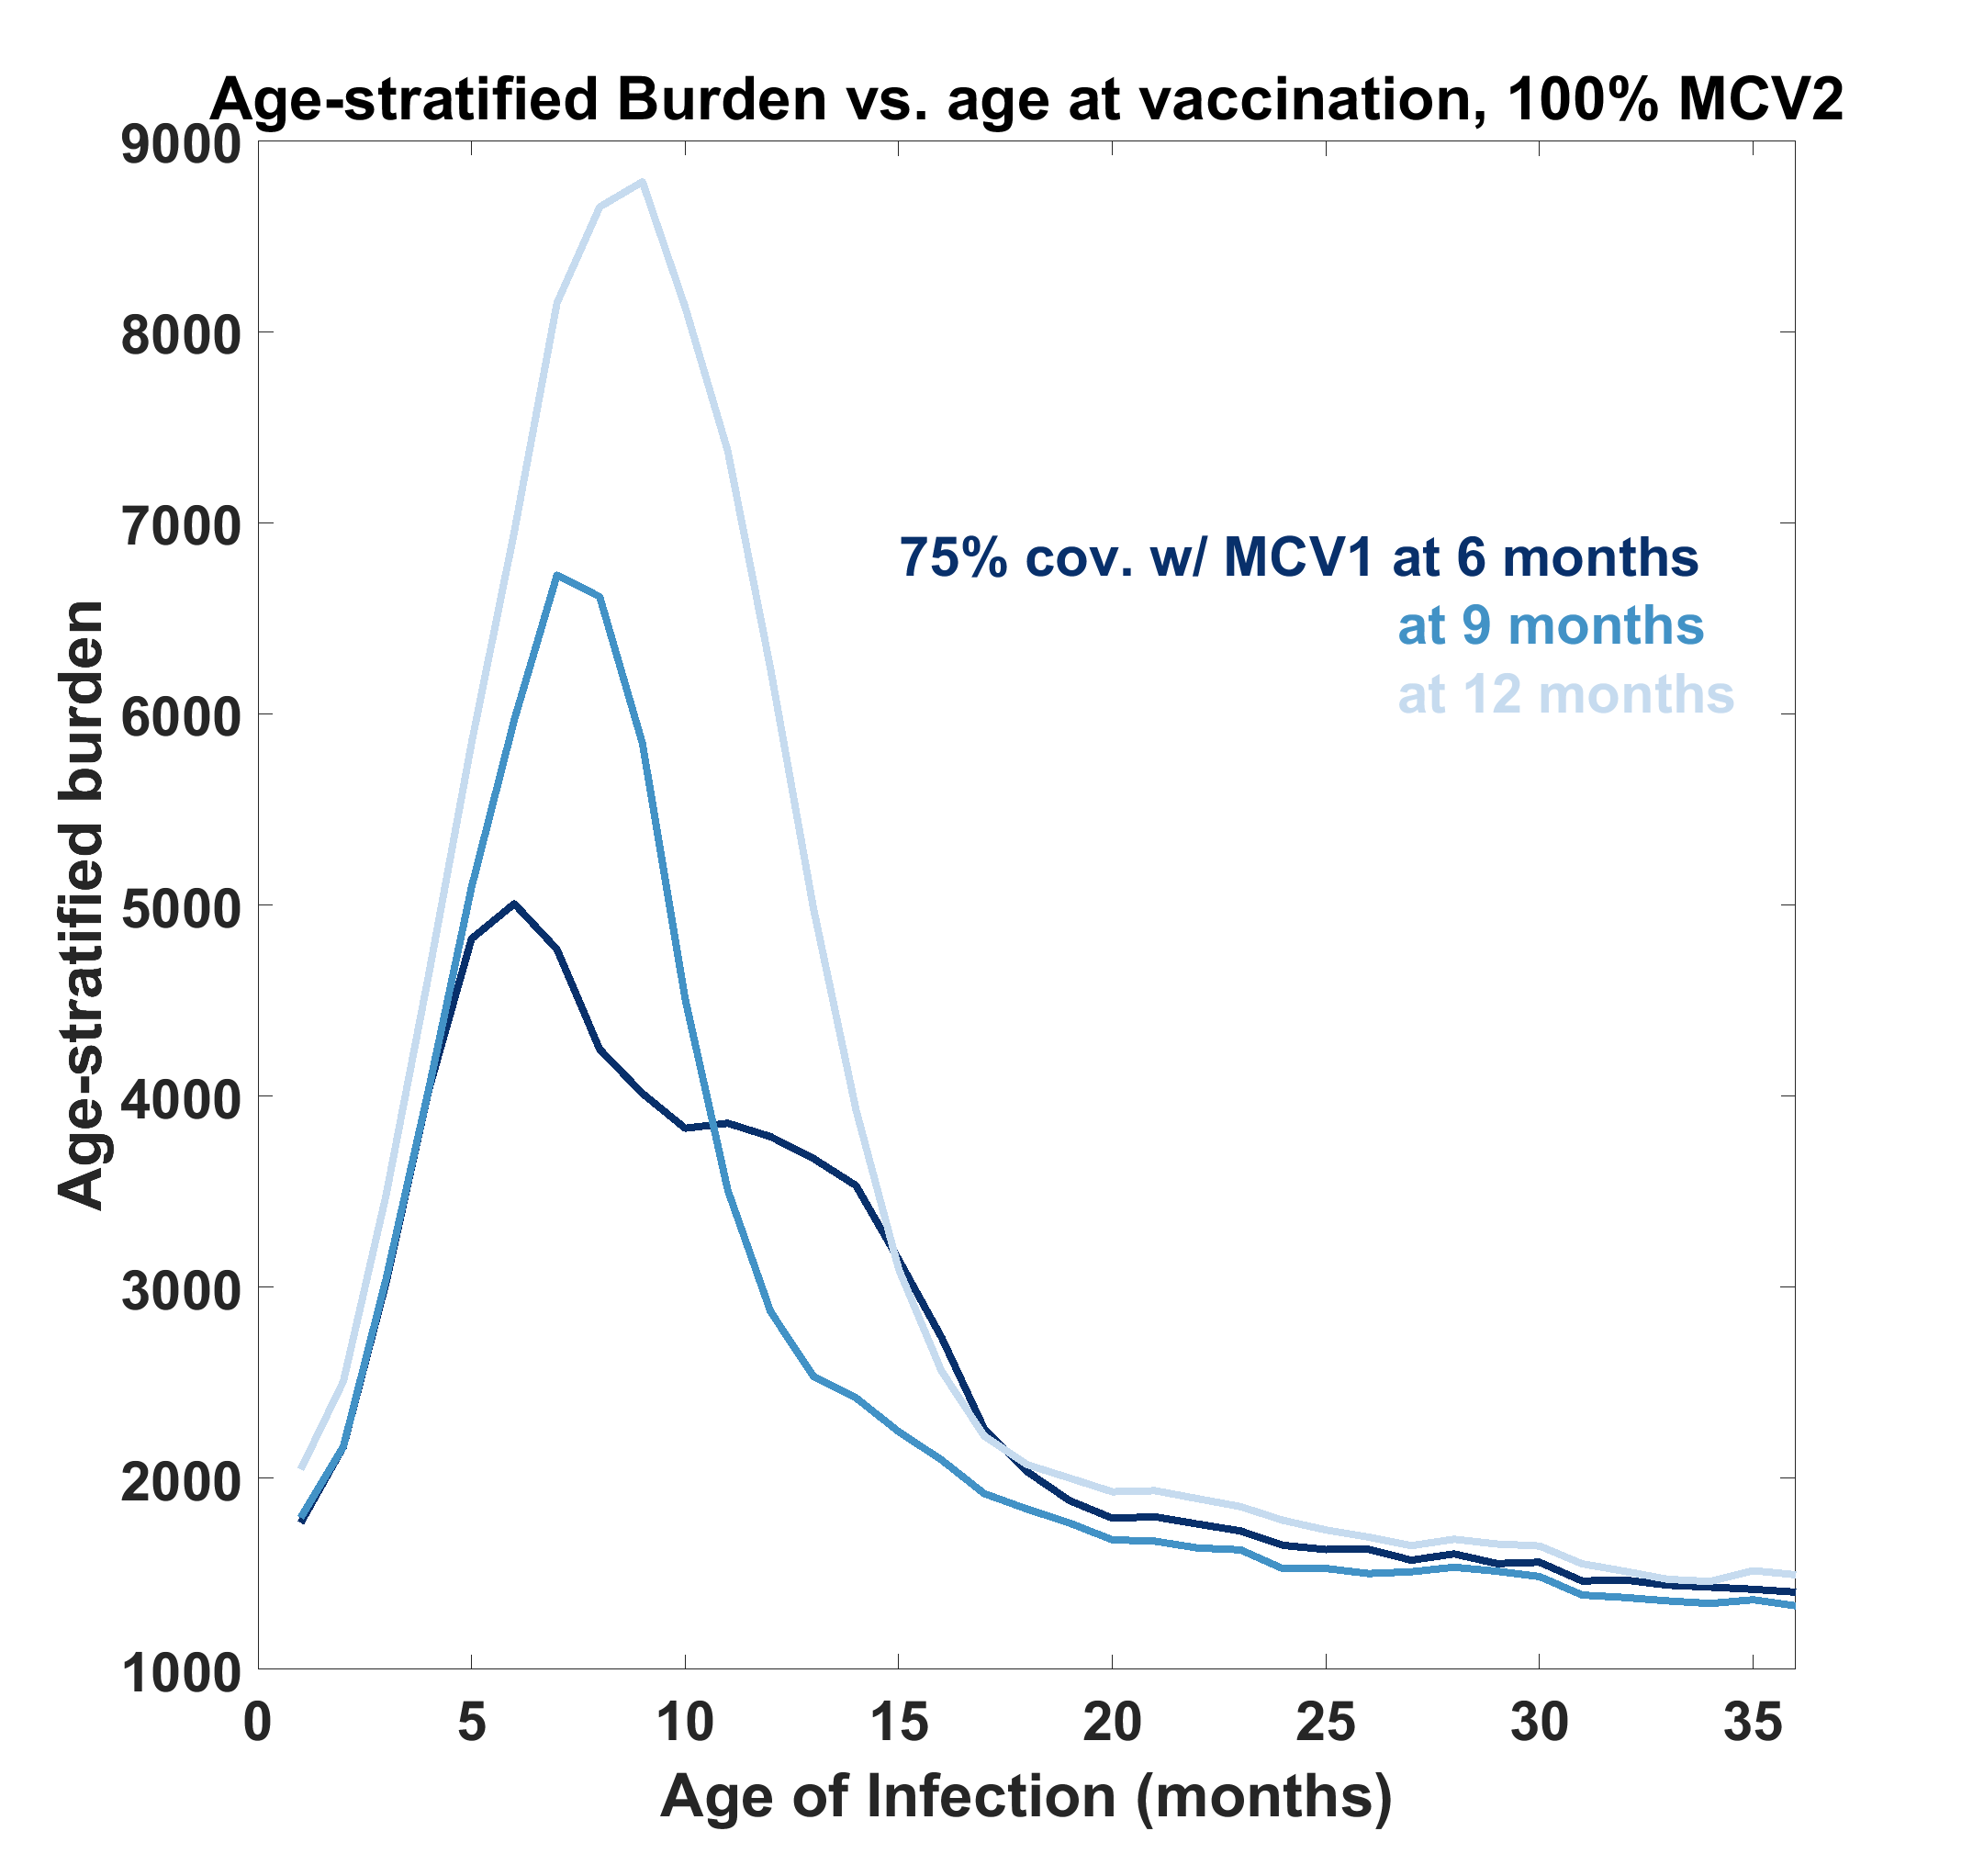 Age-stratified Burden vs. age at vaccination, 100% MCV2
9000
8000
7000
6000
5000
4000
3000
2000
1000
Age-stratified burden
75% cov. w/ MCV1 at 6 months
at 9 months
at 12 months
0 5 10 15 20 25 30 35
Age of Infection (months)